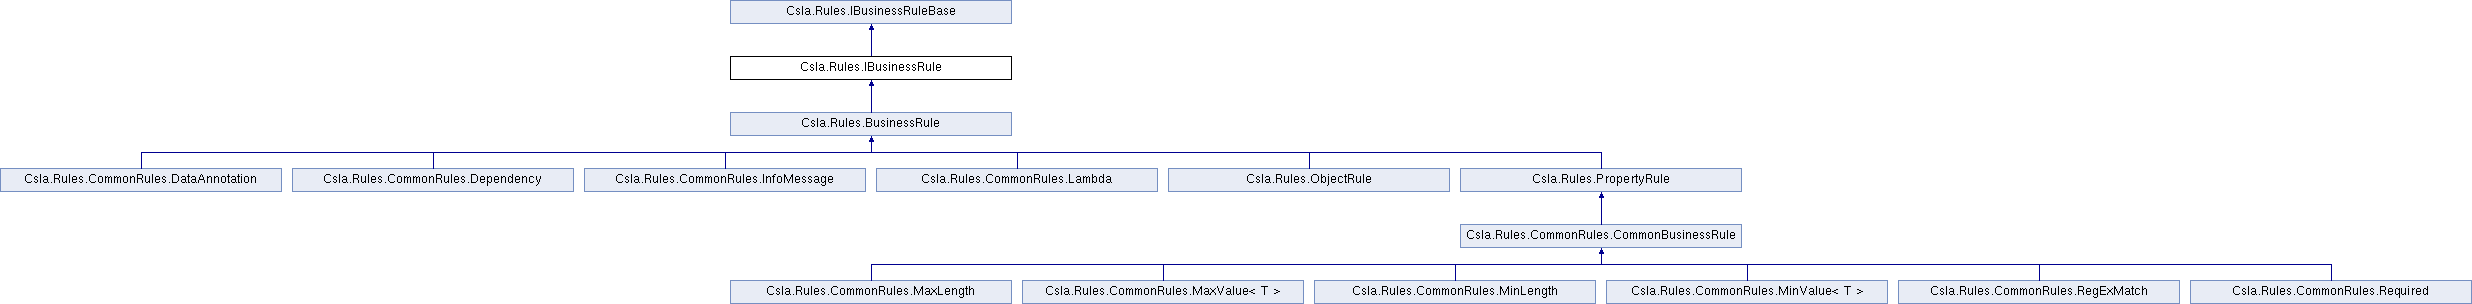 Csla.Rules.IBusinessRuleBase
Csla.Rules.IBusinessRule
Csla.Rules.BusinessRule
Csla.Rules.CommonRules.DataAnnotation
Csla.Rules.CommonRules.Dependency
Csla.Rules.CommonRules.InfoMessage
Csla.Rules.CommonRules.Lambda
Csla.Rules.ObjectRule
Csla.Rules.PropertyRule
Csla.Rules.CommonRules.CommonBusinessRule
Csla.Rules.CommonRules.MaxLength
Csla.Rules.CommonRules.MaxValue< T >
Csla.Rules.CommonRules.MinLength
Csla.Rules.CommonRules.MinValue< T >
Csla.Rules.CommonRules.RegExMatch
Csla.Rules.CommonRules.Required